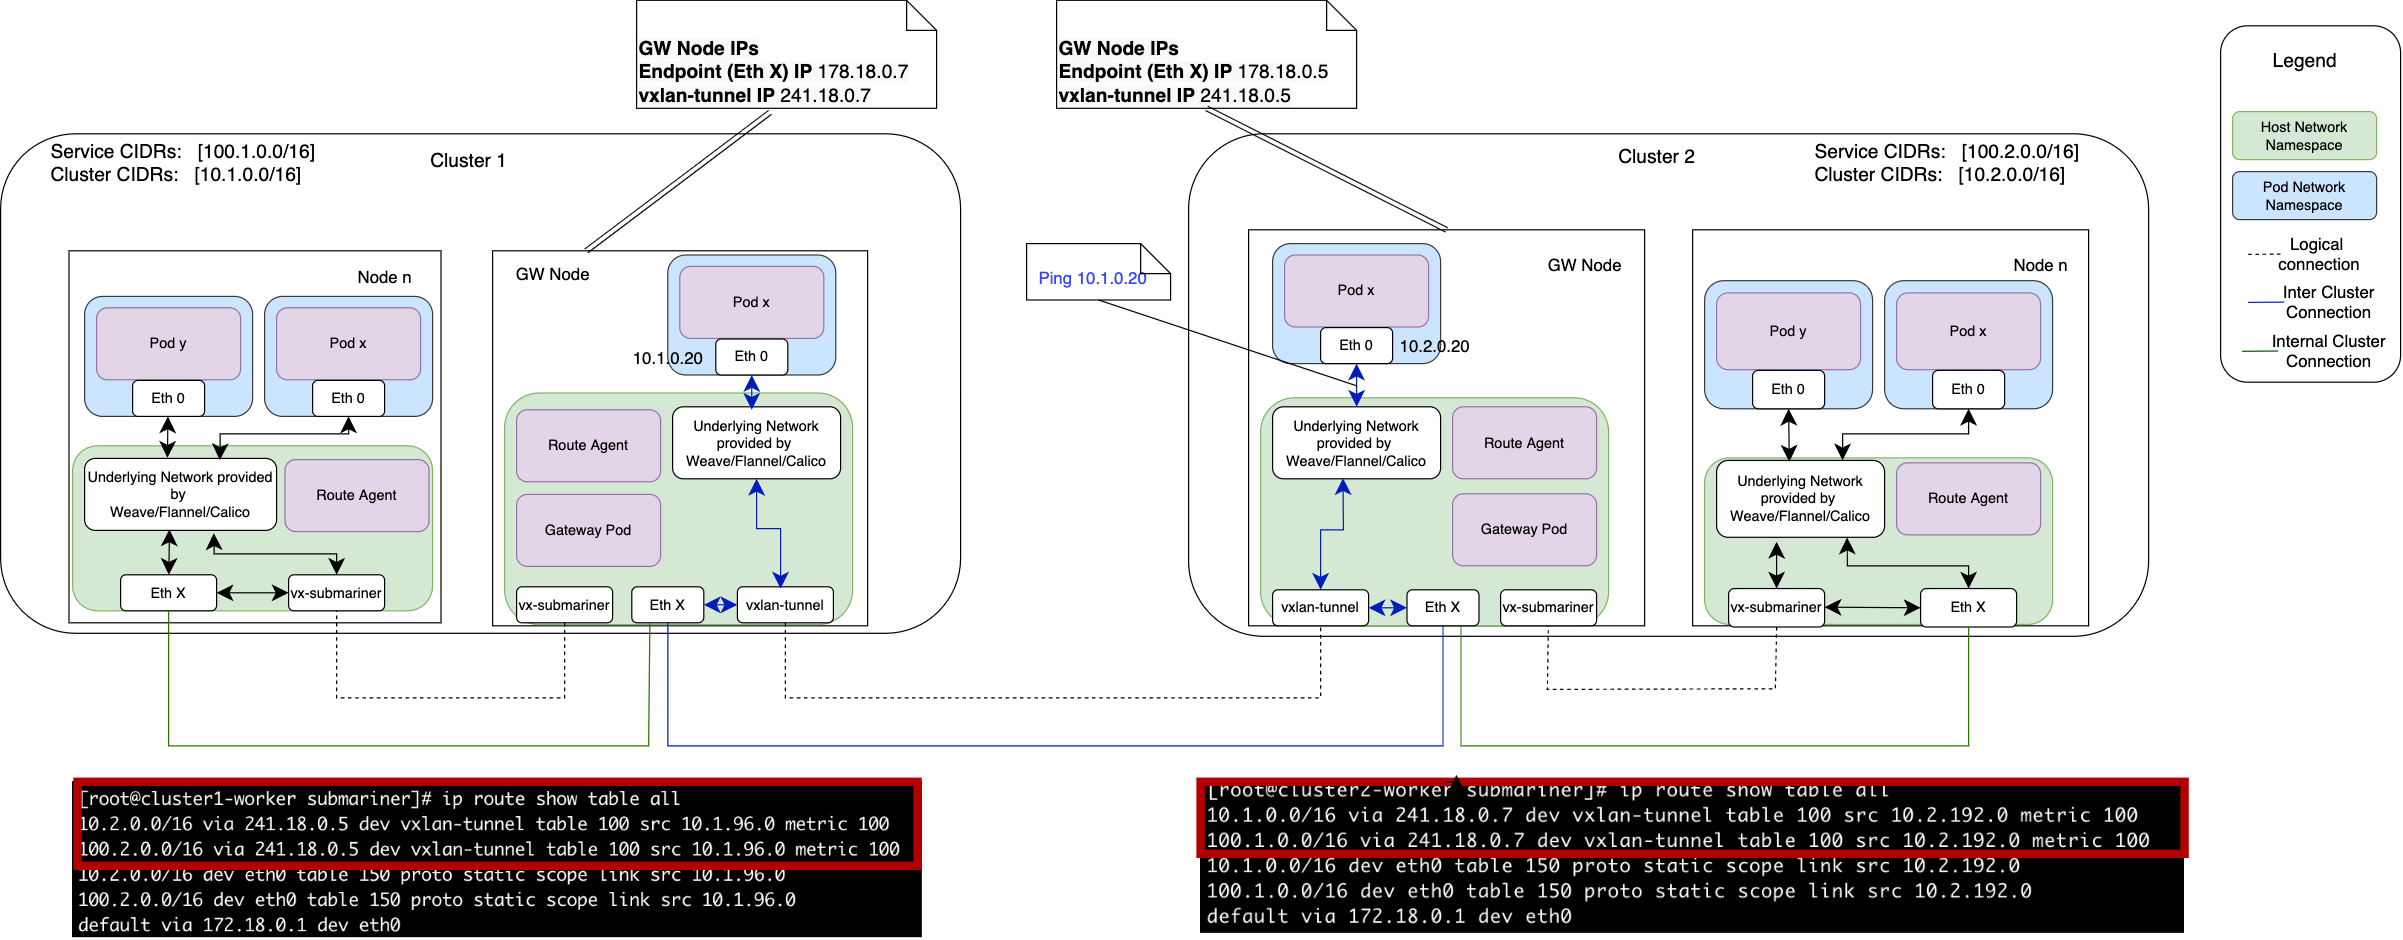 GW Node IPs
Endpoint (Eth X) IP 178.18.0.7
vxlan-tunnel IP 241.18.0.7
GW Node IPs
Endpoint (Eth X) IP 178.18.0.5
vxlan-tunnel IP 241.18.0.5
Service CIDRs: [100.1.0.0/16]
Cluster CIDRs: [10.1.0.0/16]
Cluster 1
Node n
Pod y
Eth 0
Pod x
Eth 0
Underlying Network provided
by
Weave/Flannel/Calico
Route Agent
Eth X
vx-submariner
GW Node
Pod x
10.1.0.20
Eth 0
Route Agent
Underlying Network
provided by
Weave/Flannel/Calico
Gateway Pod
vx-submariner
Eth X
vxlan-tunnel
Ping 10.1.0.20
Cluster 2
Service CIDRs: [100.2.0.0/16]
Cluster CIDRs: [10.2.0.0/16]
GW Node
Pod x
Eth 0
10.2.0.20
Underlying Network
provided by
Weave/Flannel/Calico
Route Agent
Gateway Pod
vxlan-tunnel
Eth X
vx-submariner
Node n
Pod y
Eth 0
Pod x
Eth 0
Underlying Network
provided by
Weave/Flannel/Calico
Route Agent
vx-submariner
Eth X
Legend
Host Network
Namespace
Pod Network
Namespace
Logical
connection
Inter Cluster
Connection
Internal Cluster
Connection
[root@cluster1-worker submariner]# ip route show table all
10.2.0.0/16 via 241.18.0.5 dev vxlan-tunnel table 100 src 10.1.96.0 metric 100
100.2.0.0/16 via 241.18.0.5 dev vxlan-tunnel table 100 src 10.1.96.0 metric 100
10.2.0.0/16 dev eth0 table 150 proto static scope link src 10.1.96.0
100.2.0.0/16 dev eth0 table 150 proto static scope link src 10.1.96.0
default via 172.18.0.1 dev eth0
[root@cluster2-worker submariner]# ip route show table all
10.1.0.0/16 via 241.18.0.7 dev vxlan-tunnel table 100 src 10.2.192.0 metric 100
100.1.0.0/16 via 241.18.0.7 dev vxlan-tunnel table 100 src 10.2.192.0 metric 100
10.1.0.0/16 dev eth0 table 150 proto static scope link src 10.2.192.0
100.1.0.0/16 dev eth0 table 150 proto static scope link src 10.2.192.0
default via 172.18.0.1 dev eth0